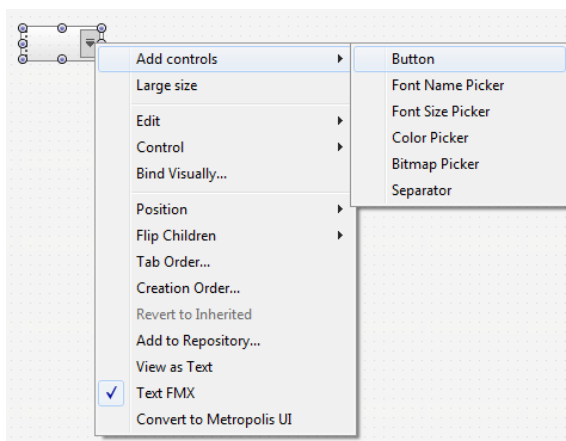 Add controls
Large size
Edit
Control
Bind Visually...
Position
Flip Children
Tab Order...
Creation Order...
Revert to Inherited
Add to Repository...
View as Text
Text FMX
Convert to Metropolis UI
Button
Font Name Picker
Font Size Picker
Color Picker
Bitmap Picker
Separator